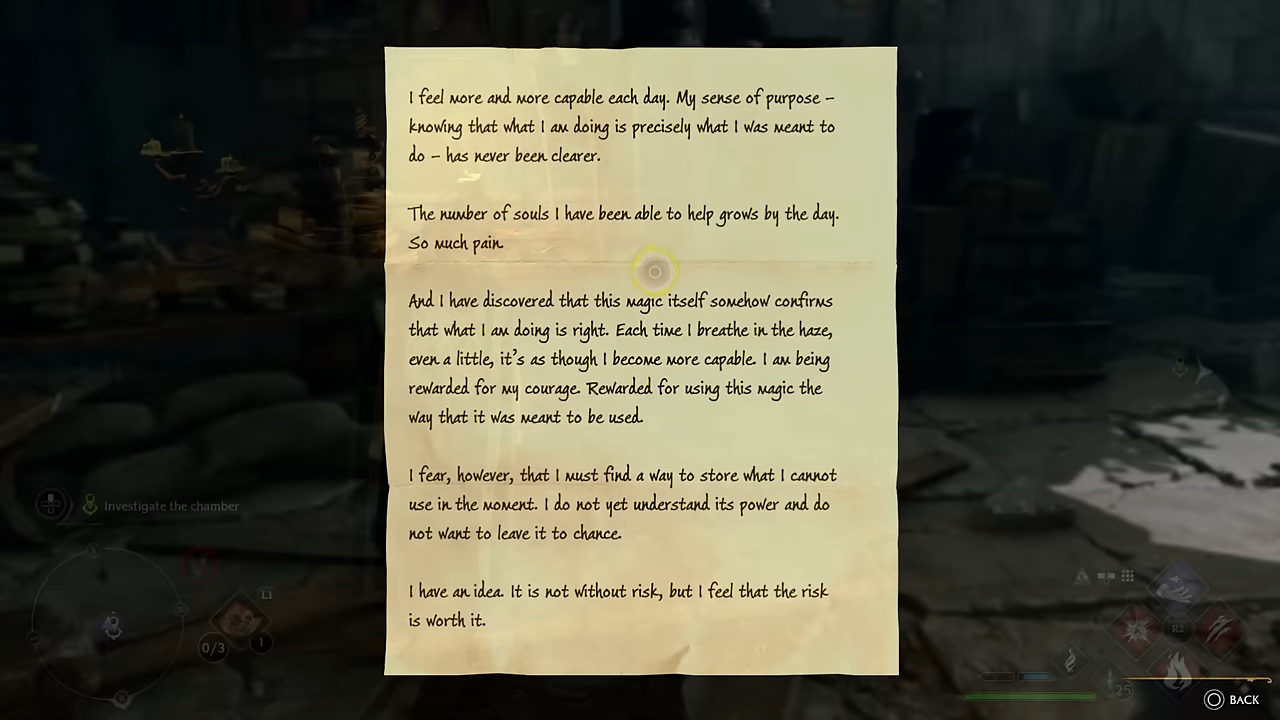 I feel more and more capable each day. My sense of purpose –
knowing that what I am doing is precisely what I was meant to
do – has never been clearer.
The number of souls I have been able to help grows by the day.
So much pain.
And I have discovered that this magic itself somehow confirms
that what I am doing is right. Each time I breathe in the haze,
even a little, it's as though I become more capable. I am being
rewarded for my courage. Rewarded for using this magic the
way that it was meant to be used.
I fear, however, that I must find a way to store what I cannot
use in the moment. I do not yet understand its power and do
not want to leave it to chance.
I have an idea. It is not without risk, but I feel that the risk
is worth it.
Investigate the chamber
L1
0/3
1
R2
25
BACK